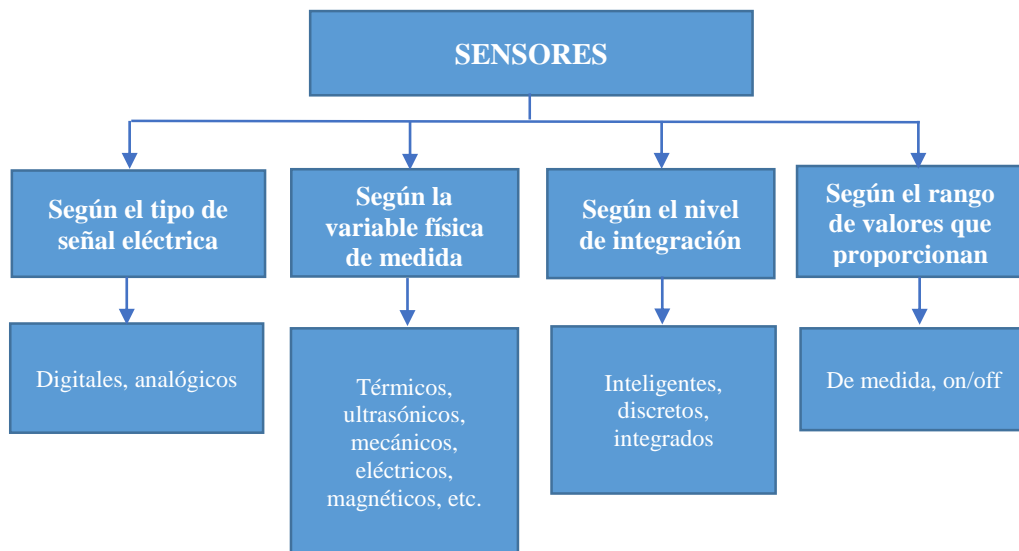 SENSORES
Según el tipo de
señal eléctrica
Según la
variable física
de medida
Según el nivel
de integración
Según el rango
de valores que
proporcionan
Digitales, analógicos
Térmicos,
ultrasónicos,
mecánicos,
eléctricos,
magnéticos, etc.
Inteligentes,
discretos,
integrados
De medida, on/off